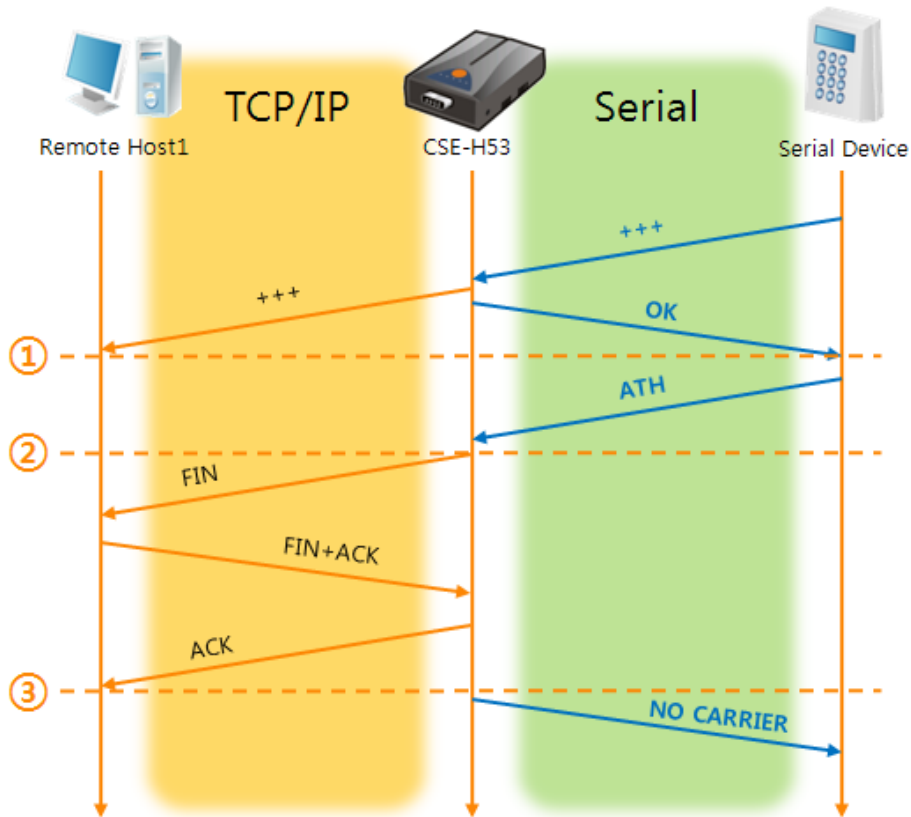 TCP/IP
Serial
Remote Host1
CSE-H53
Serial Device
+++
+++
OK
①
ATH
②
FIN
FIN+ACK
ACK
③
NO CARRIER